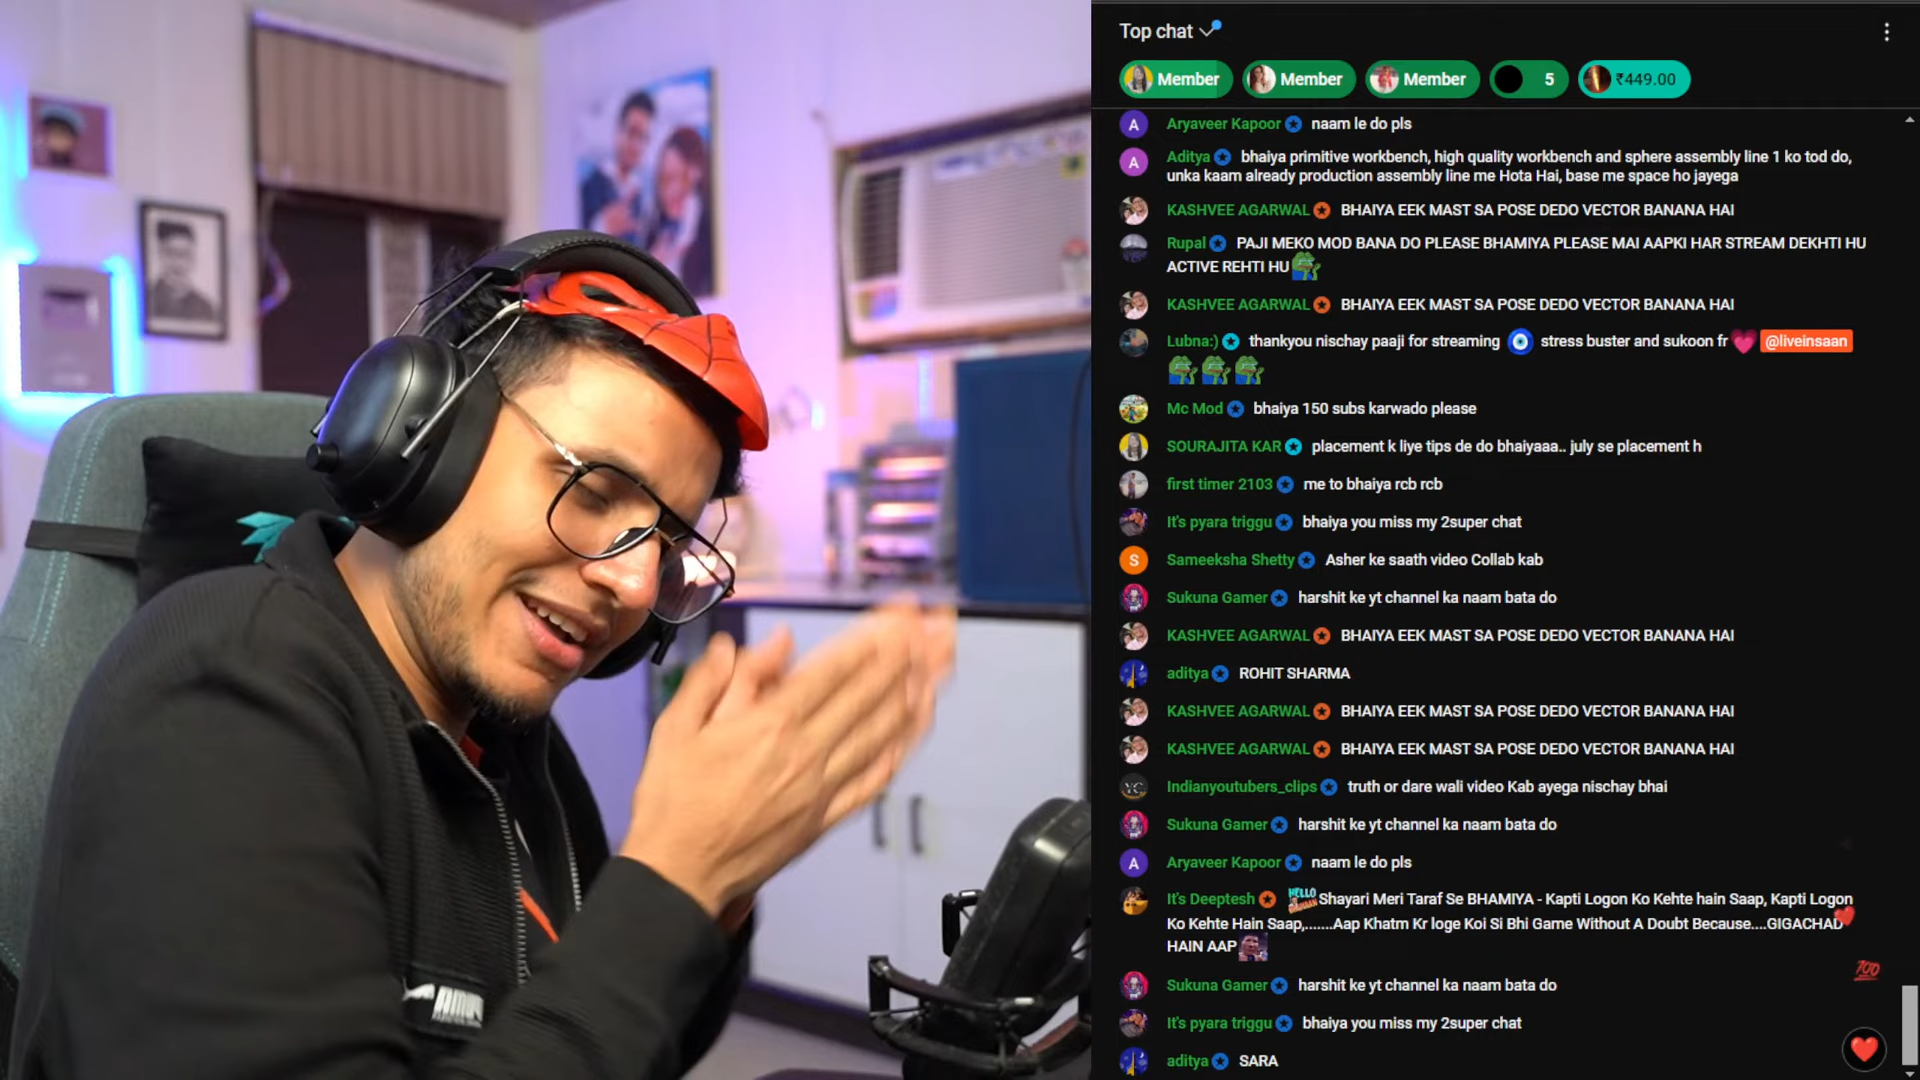 Top chat
Member Member Member 5 ₹449.00
A Aryaveer Kapoor naam le do pls
A Aditya bhaiya primitive workbench, high quality workbench and sphere assembly line 1 ko tod do,
unka kaam already production assembly line me Hota Hai, base me space ho jayega
KASHVEE AGARWAL BHAIYA EEK MAST SA POSE DEDO VECTOR BANANA HAI
Rupal PAJI MEKO MOD BANA DO PLEASE BHAMIYA PLEASE MAI AAPKI HAR STREAM DEKHTI HU
ACTIVE REHTI HU
KASHVEE AGARWAL BHAIYA EEK MAST SA POSE DEDO VECTOR BANANA HAI
Lubna:) thankyou nischay paaji for streaming stress buster and sukoon fr @liveinsaan
Mc Mod bhaiya 150 subs karwado please
SOURAJITA KAR placement k liye tips de do bhaiyaaa.. july se placement h
first timer 2103 me to bhaiya rcb rcb
It's pyara triggu bhaiya you miss my 2super chat
S Sameeksha Shetty Asher ke saath video Collab kab
Sukuna Gamer harshit ke yt channel ka naam bata do
KASHVEE AGARWAL BHAIYA EEK MAST SA POSE DEDO VECTOR BANANA HAI
aditya ROHIT SHARMA
KASHVEE AGARWAL BHAIYA EEK MAST SA POSE DEDO VECTOR BANANA HAI
KASHVEE AGARWAL BHAIYA EEK MAST SA POSE DEDO VECTOR BANANA HAI
YC Indianyoutubers_clips truth or dare wali video Kab ayega nischay bhai
Sukuna Gamer harshit ke yt channel ka naam bata do
A Aryaveer Kapoor naam le do pls
It's Deeptesh HELLO Shayari Meri Taraf Se BHAMIYA - Kapti Logon Ko Kehte hain Saap, Kapti Logon
Ko Kehte Hain Saap,.......Aap Khatm Kr loge Koi Si Bhi Game Without A Doubt Because....GIGACHAD
HAIN AAP
100
Sukuna Gamer harshit ke yt channel ka naam bata do
It's pyara triggu bhaiya you miss my 2super chat
aditya SARA